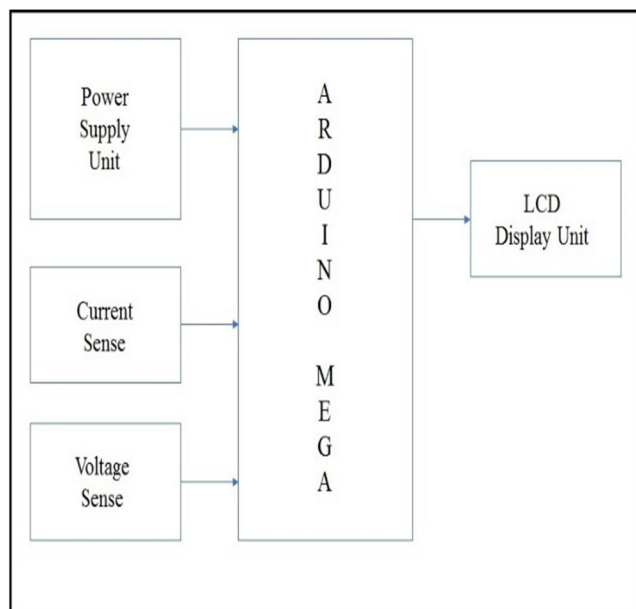 Power
Supply
Unit
Current
Sense
Voltage
Sense
A
R
D
U
I
N
O
M
E
G
A
LCD
Display Unit